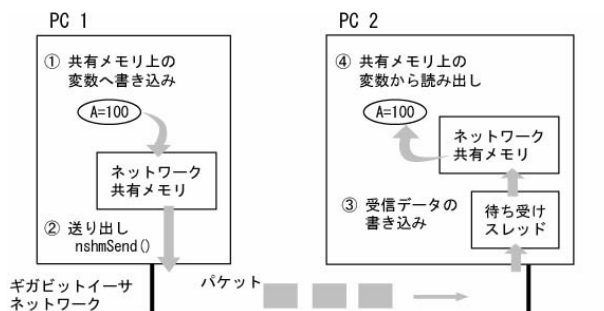 PC 1
① 共有メモリ上の
変数へ書き込み
A=100
ネットワーク
共有メモリ
② 送り出し
nshmSend()
ギガビットイーサ
ネットワーク
パケット
PC 2
④ 共有メモリ上の
変数から読み出し
A=100
ネットワーク
共有メモリ
③ 受信データの
書き込み
待ち受け
スレッド